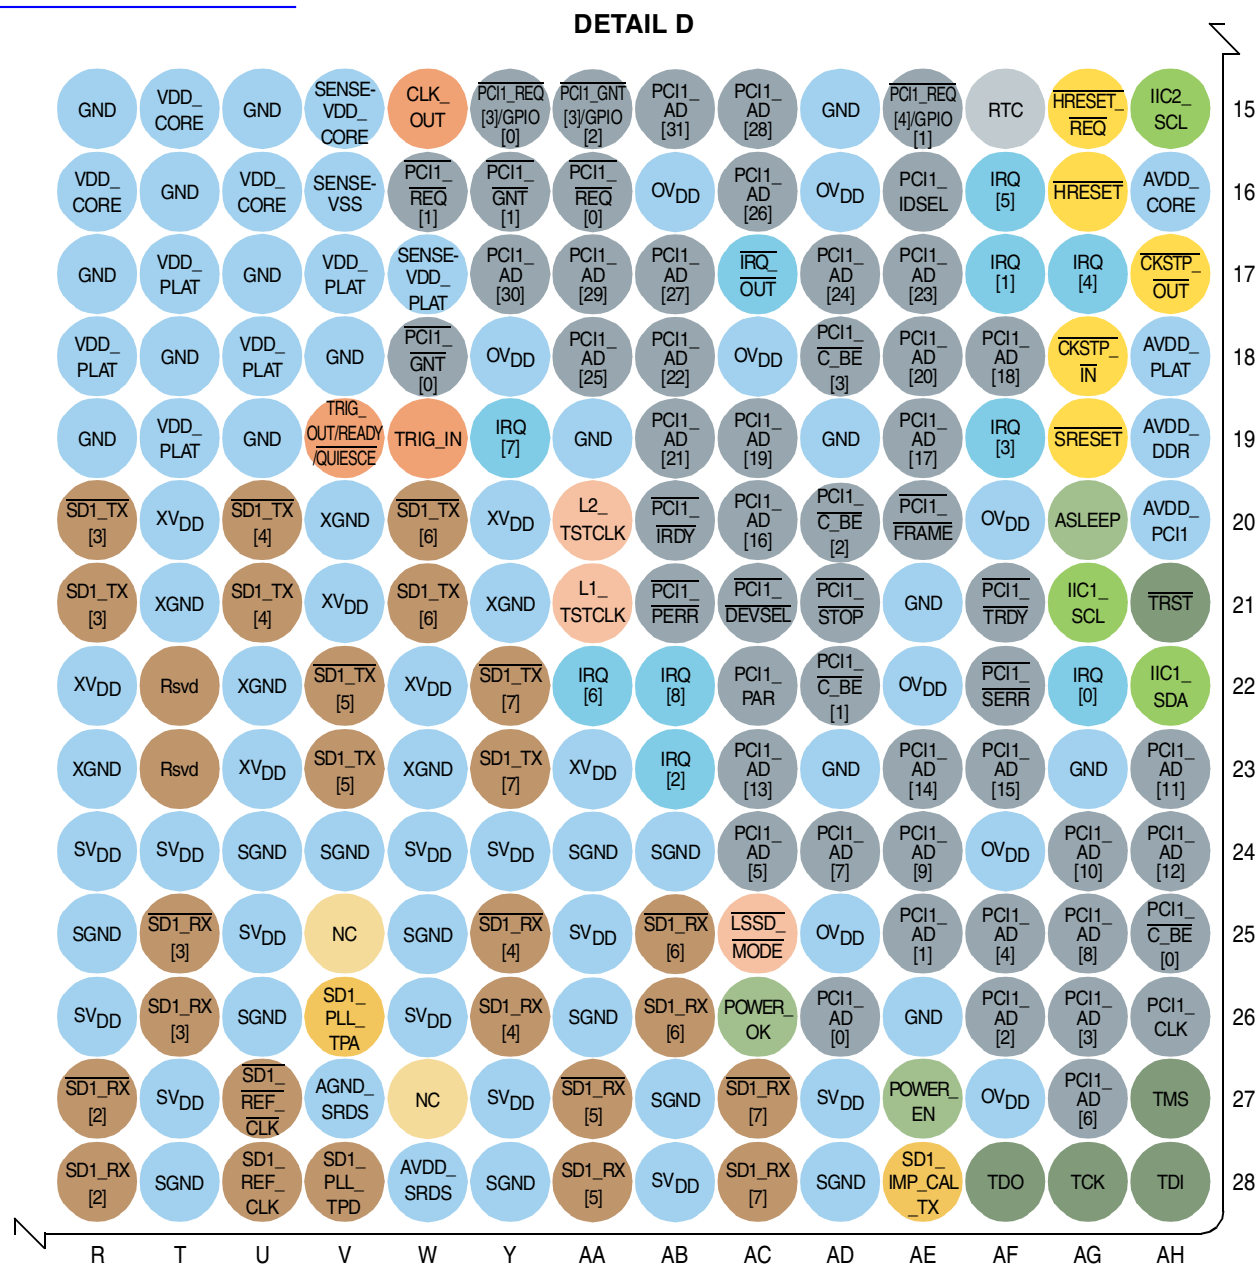 DETAIL D
GND VDD_CORE GND SENSE-VDD_CORE CLK_OUT PCI1_REQ[3]/GPIO[0] PCI1_GNT[3]/GPIO[2] PCI1_AD[31] PCI1_AD[28] GND PCI1_REQ[4]/GPIO[1] RTC HRESET_REQ IIC2_SCL 15
VDD_CORE GND VDD_CORE SENSE-VSS PCI1_REQ[1] PCI1_GNT[1] PCI1_REQ[0] OVDD PCI1_AD[26] OVDD PCI1_IDSEL IRQ[5] HRESET AVDD_CORE 16
GND VDD_PLAT GND VDD_PLAT SENSE-VDD_PLAT PCI1_AD[30] PCI1_AD[29] PCI1_AD[27] IRQ_OUT PCI1_AD[24] PCI1_AD[23] IRQ[1] IRQ[4] CKSTP_OUT 17
VDD_PLAT GND VDD_PLAT GND PCI1_GNT[0] OVDD PCI1_AD[25] PCI1_AD[22] OVDD PCI1_C_BE[3] PCI1_AD[20] PCI1_AD[18] CKSTP_IN AVDD_PLAT 18
GND VDD_PLAT GND TRIG_OUT/READY/QUIESCE TRIG_IN IRQ[7] GND PCI1_AD[21] PCI1_AD[19] GND PCI1_AD[17] IRQ[3] SRESET AVDD_DDR 19
SD1_TX[3] XVDD SD1_TX[4] XGND SD1_TX[6] XVDD L2_TSTCLK PCI1_IRDY PCI1_AD[16] PCI1_C_BE[2] PCI1_FRAME OVDD ASLEEP AVDD_PCI1 20
SD1_TX[3] XGND SD1_TX[4] XVDD SD1_TX[6] XGND L1_TSTCLK PCI1_PERR PCI1_DEVSEL PCI1_STOP GND PCI1_TRDY IIC1_SCL TRST 21
XVDD Rsvd XGND SD1_TX[5] XVDD SD1_TX[7] IRQ[6] IRQ[8] PCI1_PAR PCI1_C_BE[1] OVDD PCI1_SERR IRQ[0] IIC1_SDA 22
XGND Rsvd XVDD SD1_TX[5] XGND SD1_TX[7] XVDD IRQ[2] PCI1_AD[13] GND PCI1_AD[14] PCI1_AD[15] GND PCI1_AD[11] 23
SVDD SVDD SGND SGND SVDD SVDD SGND SGND PCI1_AD[5] PCI1_AD[7] PCI1_AD[9] OVDD PCI1_AD[10] PCI1_AD[12] 24
SGND SD1_RX[3] SVDD NC SGND SD1_RX[4] SVDD SD1_RX[6] LSSD_MODE OVDD PCI1_AD[1] PCI1_AD[4] PCI1_AD[8] PCI1_C_BE[0] 25
SVDD SD1_RX[3] SGND SD1_PLL_TPA SVDD SD1_RX[4] SGND SD1_RX[6] POWER_OK PCI1_AD[0] GND PCI1_AD[2] PCI1_AD[3] PCI1_CLK 26
SD1_RX[2] SVDD SD1_REF_CLK AGND_SRDS NC SVDD SD1_RX[5] SGND SD1_RX[7] SVDD POWER_EN OVDD PCI1_AD[6] TMS 27
SD1_RX[2] SGND SD1_REF_CLK SD1_PLL_TPD AVDD_SRDS SGND SD1_RX[5] SVDD SD1_RX[7] SGND SD1_IMP_CAL_TX TDO TCK TDI 28
R T U V W Y AA AB AC AD AE AF AG AH